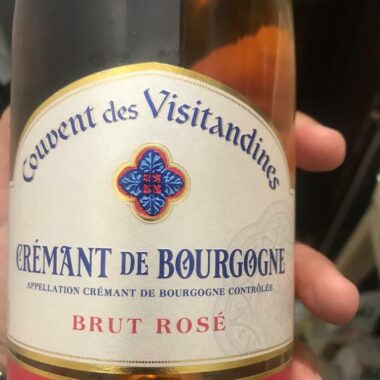 Couvent des Visitandines
CRÉMANT DE BOURGOGNE
APPELLATION CRÉMANT DE BOURGOGNE CONTRÔLÉE
BRUT ROSÉ